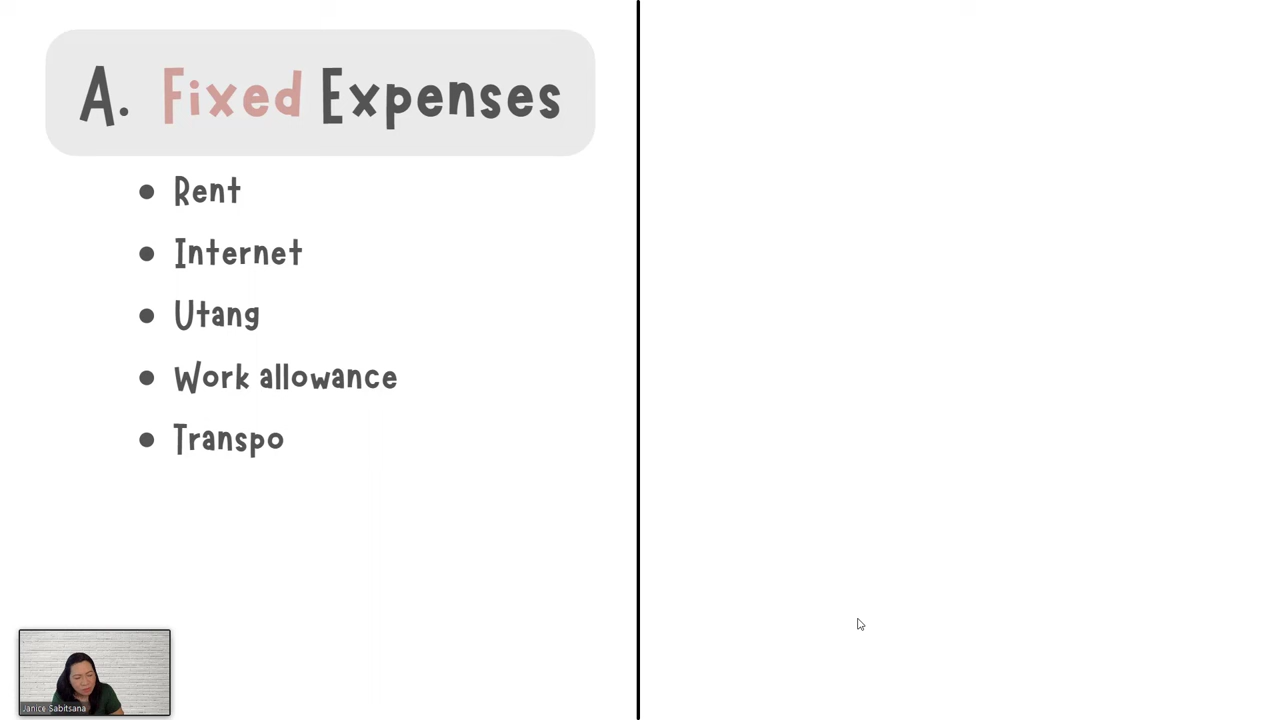 A. Fixed Expenses
• Rent
• Internet
• Utang
• Work allowance
• Transpo
Janice Sabitsana